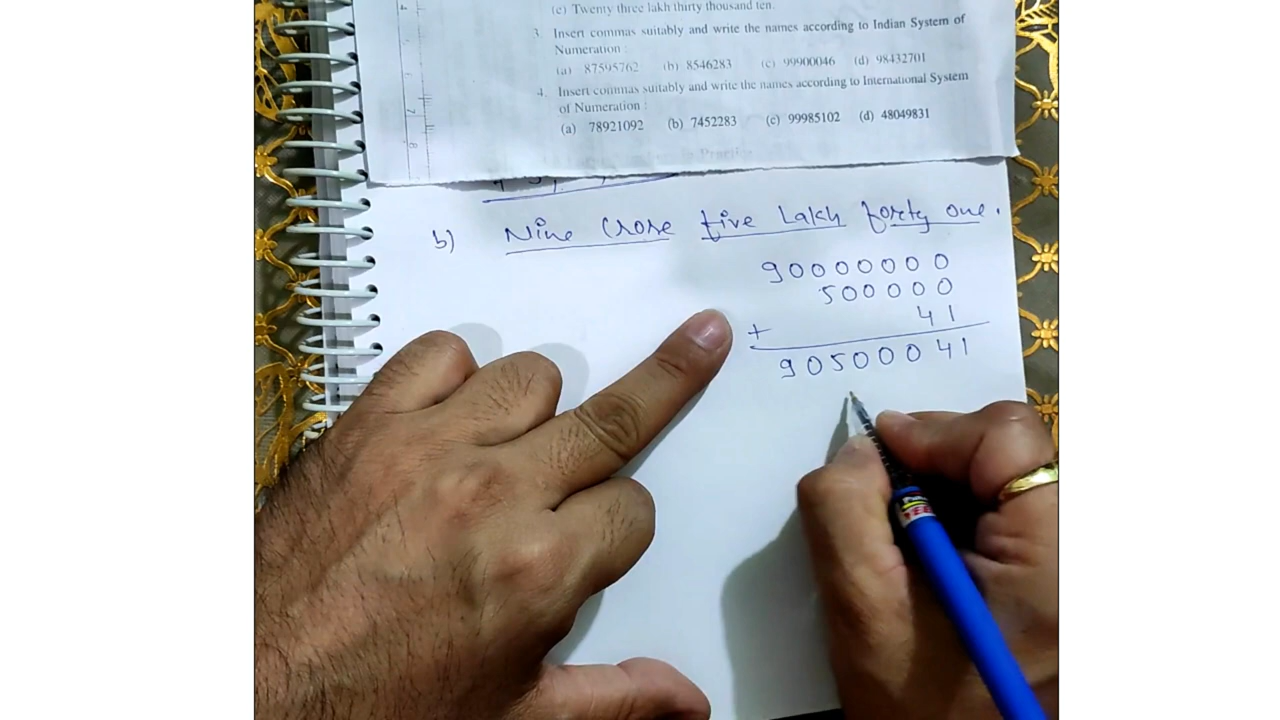 (e) Twenty three lakh thirty thousand ten.
3. Insert commas suitably and write the names according to Indian System of
Numeration :
(a) 87595762 (b) 8546283 (c) 99900046 (d) 98432701
4. Insert commas suitably and write the names according to International System
of Numeration :
(a) 78921092 (b) 7452283 (c) 99985102 (d) 48049831
b) Nine Crore five Lakh forty one.
90000000
500000
41
+
90500041